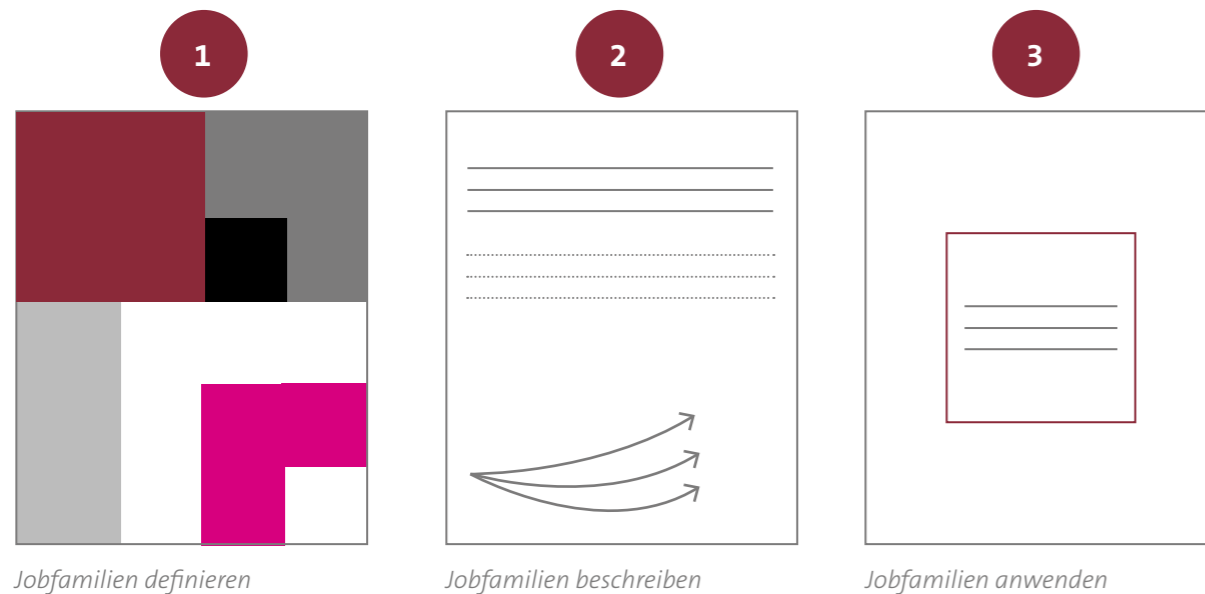 1
2
3
Jobfamilien definieren
Jobfamilien beschreiben
Jobfamilien anwenden